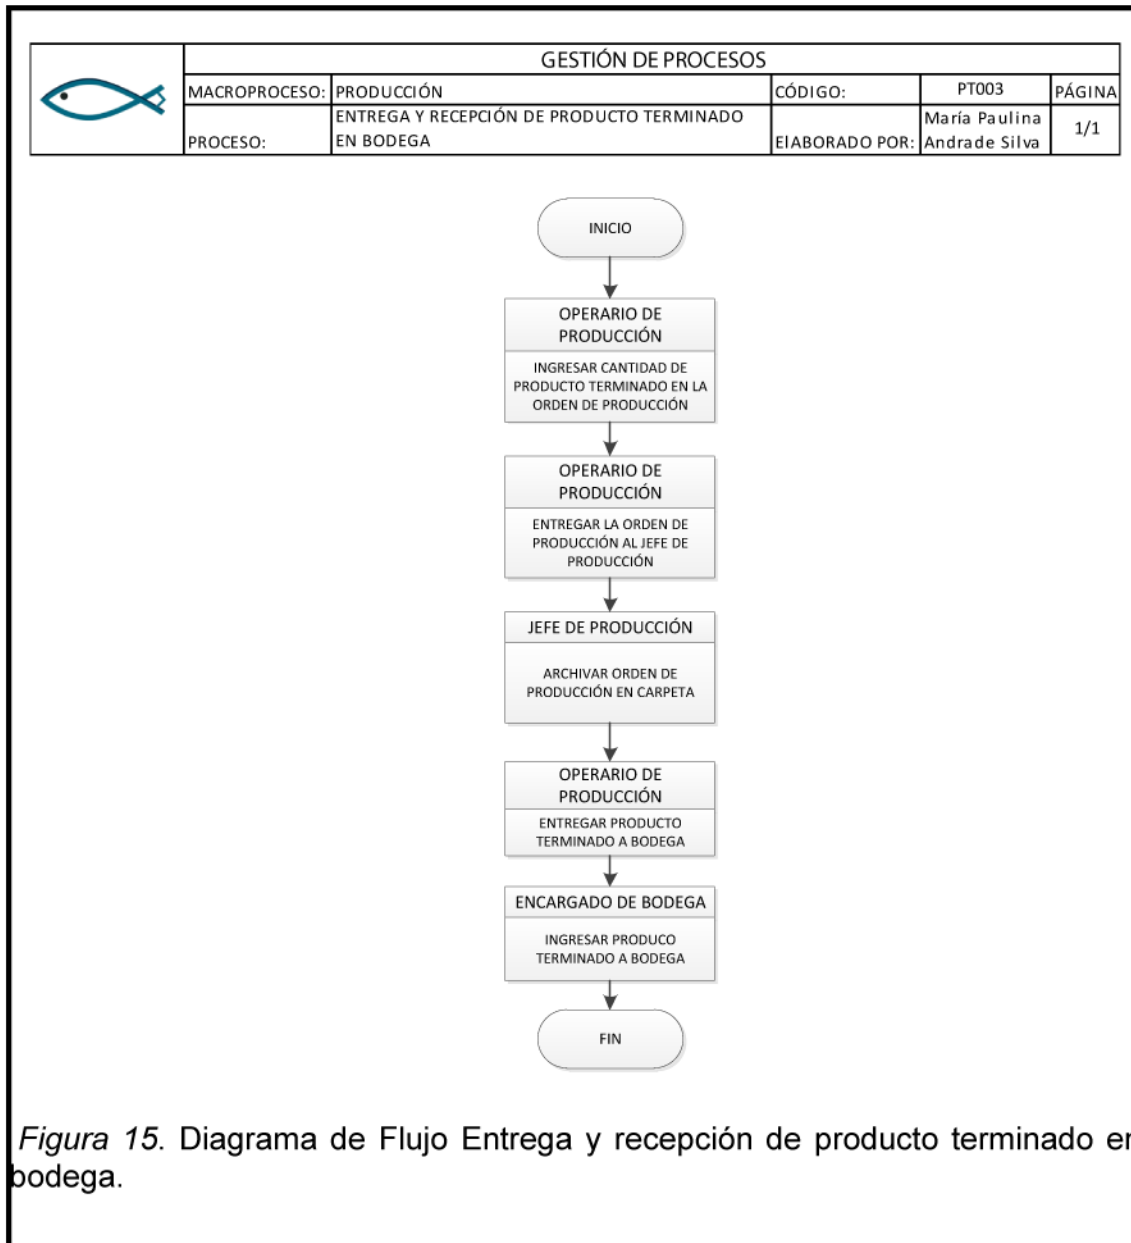 GESTIÓN DE PROCESOS
MACROPROCESO: PRODUCCIÓN CÓDIGO: PT003 PÁGINA
PROCESO: ENTREGA Y RECEPCIÓN DE PRODUCTO TERMINADO
EN BODEGA
ElABORADO POR: María Paulina
Andrade Silva
1/1
INICIO
OPERARIO DE
PRODUCCIÓN
INGRESAR CANTIDAD DE
PRODUCTO TERMINADO EN LA
ORDEN DE PRODUCCIÓN
OPERARIO DE
PRODUCCIÓN
ENTREGAR LA ORDEN DE
PRODUCCIÓN AL JEFE DE
PRODUCCIÓN
JEFE DE PRODUCCIÓN
ARCHIVAR ORDEN DE
PRODUCCIÓN EN CARPETA
OPERARIO DE
PRODUCCIÓN
ENTREGAR PRODUCTO
TERMINADO A BODEGA
ENCARGADO DE BODEGA
INGRESAR PRODUCO
TERMINADO A BODEGA
FIN
Figura 15. Diagrama de Flujo Entrega y recepción de producto terminado en
bodega.